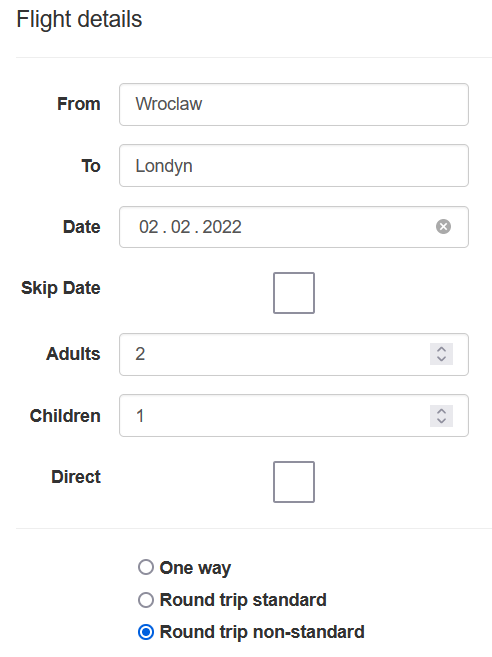 Flight details
From Wroclaw
To Londyn
Date 02 . 02 . 2022
Skip Date
Adults 2
Children 1
Direct
One way
Round trip standard
Round trip non-standard